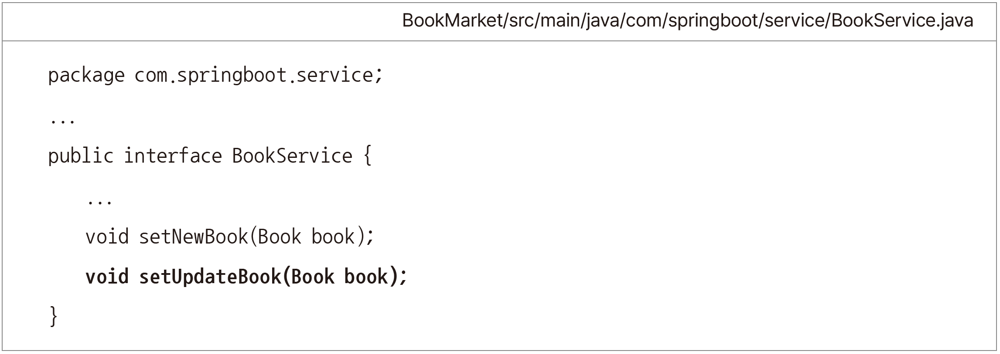 BookMarket/src/main/java/com/springboot/service/BookService.java
package com.springboot.service;
...
public interface BookService {
...
void setNewBook(Book book);
void setUpdateBook(Book book);
}